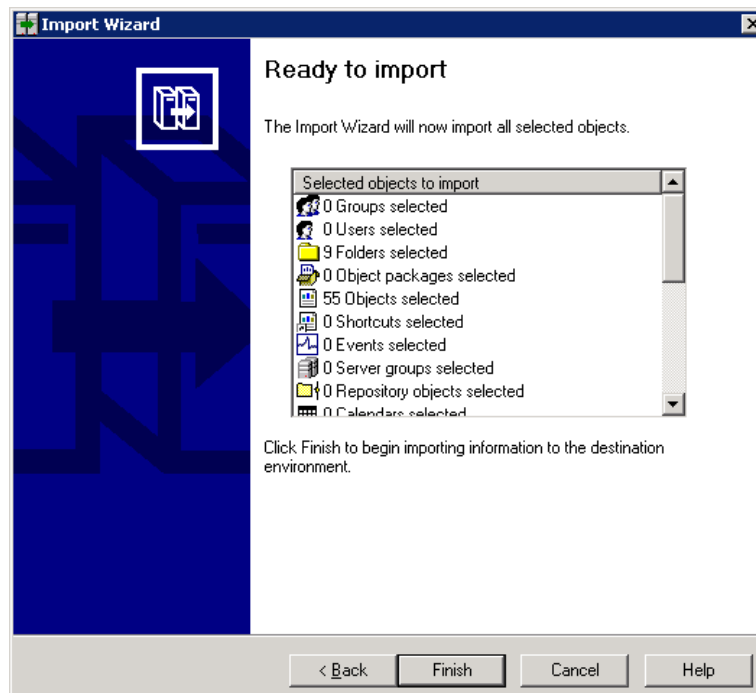 Import Wizard
Ready to import
The Import Wizard will now import all selected objects.
Selected objects to import
0 Groups selected
0 Users selected
9 Folders selected
0 Object packages selected
55 Objects selected
0 Shortcuts selected
0 Events selected
0 Server groups selected
0 Repository objects selected
0 Calendars selected
Click Finish to begin importing information to the destination
environment.
< Back
Finish
Cancel
Help